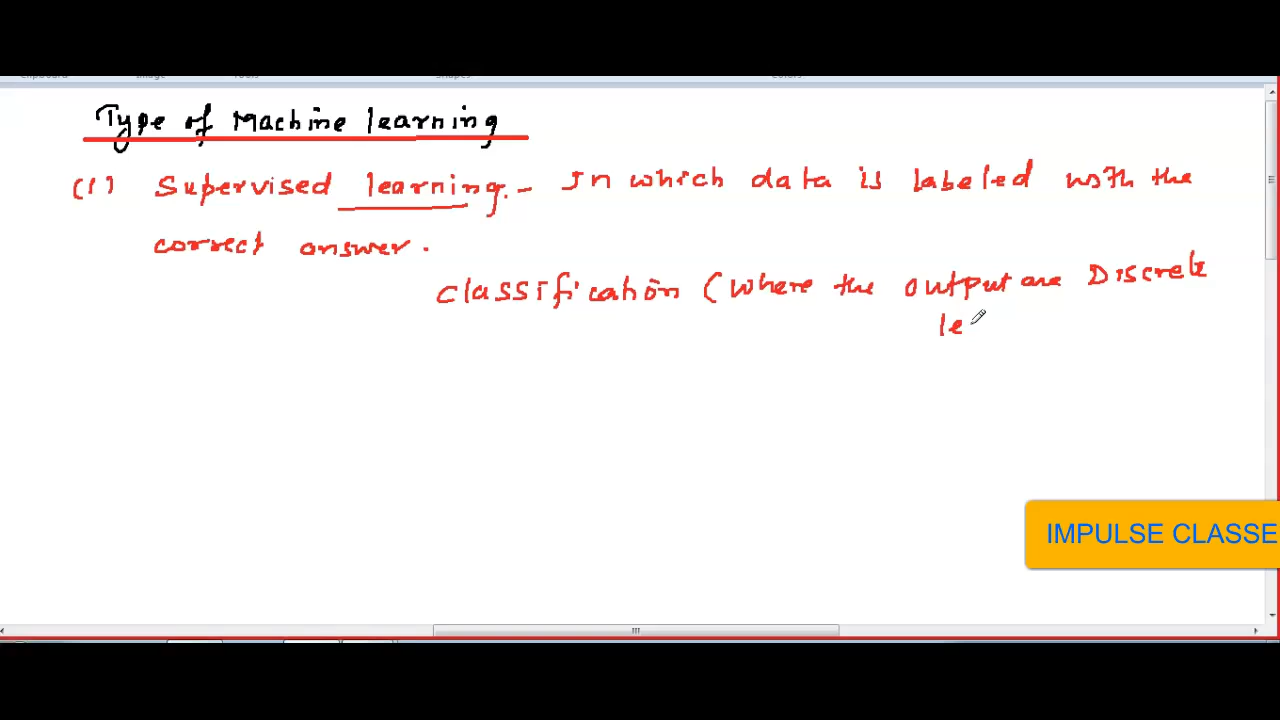 Type of Machine learning
(1) Supervised learning. - In which data is labeled with the
correct answer.
Classification (where the output are Discrete
le
IMPULSE CLASSE